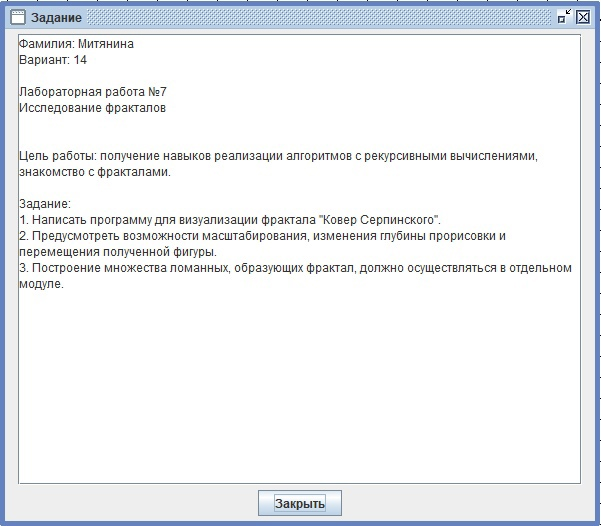 Задание
Фамилия: Митянина
Вариант: 14
Лабораторная работа №7
Исследование фракталов
Цель работы: получение навыков реализации алгоритмов с рекурсивными вычислениями,
знакомство с фракталами.
Задание:
1. Написать программу для визуализации фрактала "Ковер Серпинского".
2. Предусмотреть возможности масштабирования, изменения глубины прорисовки и
перемещения полученной фигуры.
3. Построение множества ломанных, образующих фрактал, должно осуществляться в отдельном
модуле.
Закрыть